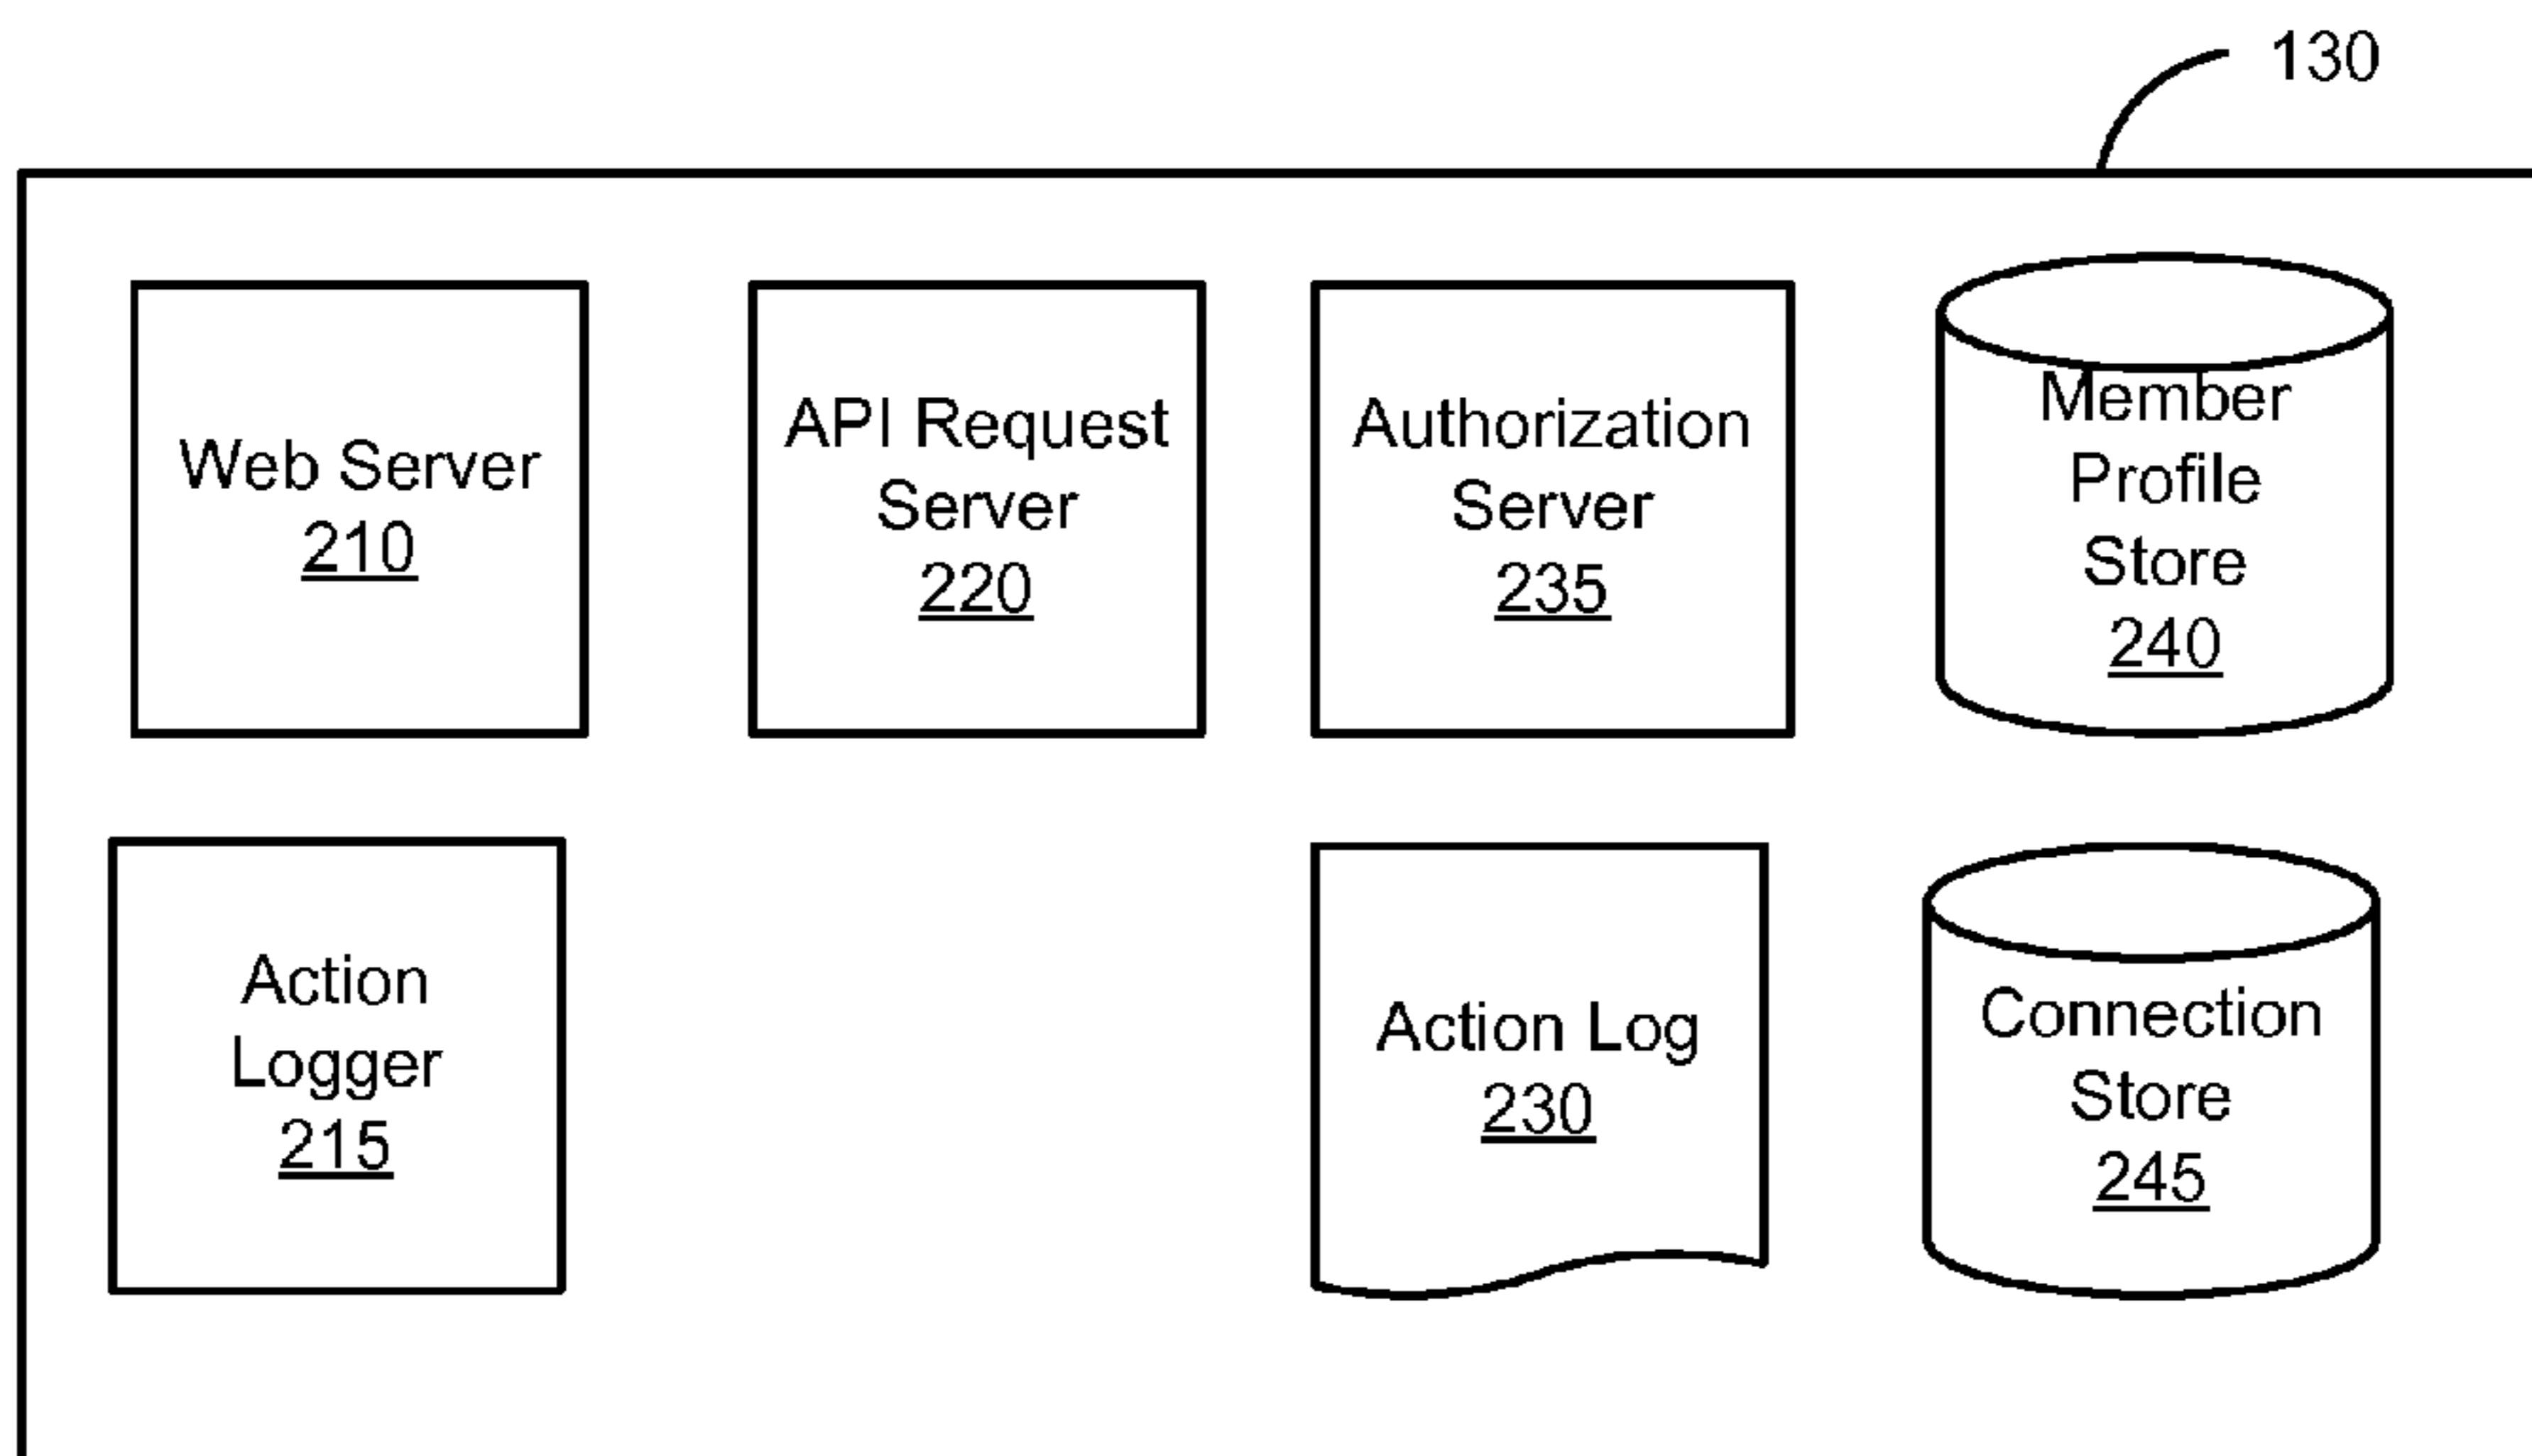 130
Web Server
210
API Request
Server
220
Authorization
Server
235
Member
Profile
Store
240
Action
Logger
215
Action Log
230
Connection
Store
245